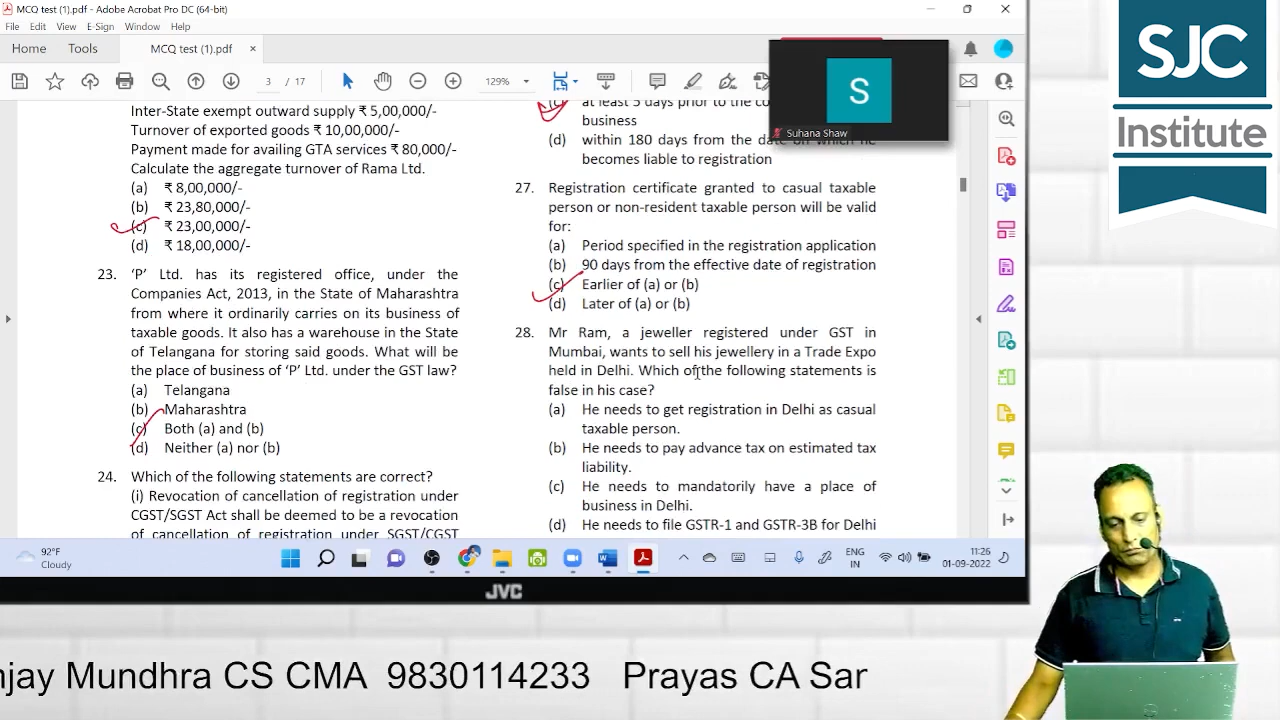 MCQ test (1).pdf - Adobe Acrobat Pro DC (64-bit)
File Edit View E-Sign Window Help
Home Tools MCQ test (1).pdf ×
3 / 17 129%
S
Suhana Shaw
Inter-State exempt outward supply ₹ 5,00,000/-
Turnover of exported goods ₹ 10,00,000/-
Payment made for availing GTA services ₹ 80,000/-
Calculate the aggregate turnover of Rama Ltd.
(a) ₹ 8,00,000/-
(b) ₹ 23,80,000/-
(c) ₹ 23,00,000/-
(d) ₹ 18,00,000/-
23. ‘P’ Ltd. has its registered office, under the
Companies Act, 2013, in the State of Maharashtra
from where it ordinarily carries on its business of
taxable goods. It also has a warehouse in the State
of Telangana for storing said goods. What will be
the place of business of ‘P’ Ltd. under the GST law?
(a) Telangana
(b) Maharashtra
(c) Both (a) and (b)
(d) Neither (a) nor (b)
24. Which of the following statements are correct?
(i) Revocation of cancellation of registration under
CGST/SGST Act shall be deemed to be a revocation
of cancellation of registration under SGST/CGST
(c) at least 5 days prior to the
business
(d) within 180 days from the date on which he
becomes liable to registration
27. Registration certificate granted to casual taxable
person or non-resident taxable person will be valid
for:
(a) Period specified in the registration application
(b) 90 days from the effective date of registration
(c) Earlier of (a) or (b)
(d) Later of (a) or (b)
28. Mr Ram, a jeweller registered under GST in
Mumbai, wants to sell his jewellery in a Trade Expo
held in Delhi. Which of the following statements is
false in his case?
(a) He needs to get registration in Delhi as casual
taxable person.
(b) He needs to pay advance tax on estimated tax
liability.
(c) He needs to mandatorily have a place of
business in Delhi.
(d) He needs to file GSTR-1 and GSTR-3B for Delhi
92°F
Cloudy
ENG
IN
11:26
01-09-2022
JVC
SJC
Institute
njay Mundhra CS CMA 9830114233 Prayas CA Sar